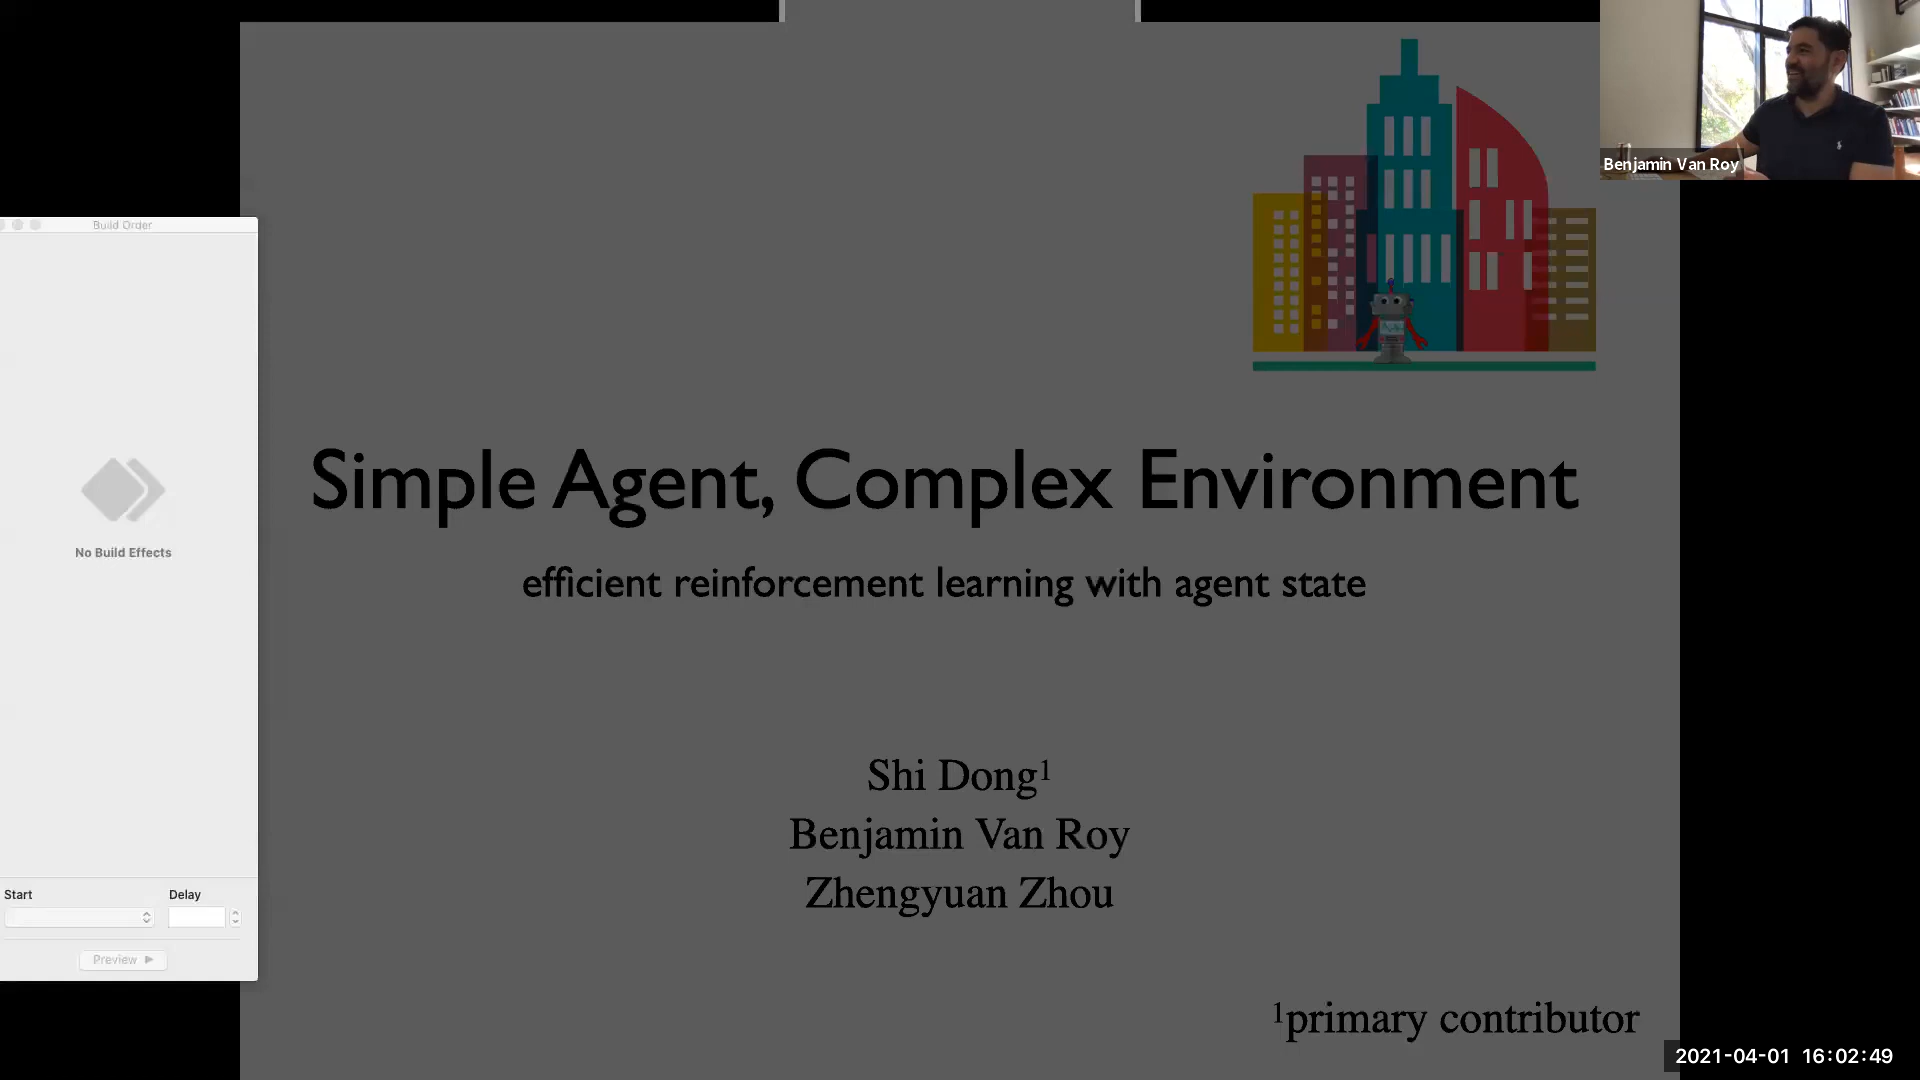 Benjamin Van Roy
Build Order
No Build Effects
Start
Delay
Preview
Simple Agent, Complex Environment
efficient reinforcement learning with agent state
Shi Dong¹
Benjamin Van Roy
Zhengyuan Zhou
¹primary contributor
2021-04-01 16:02:49